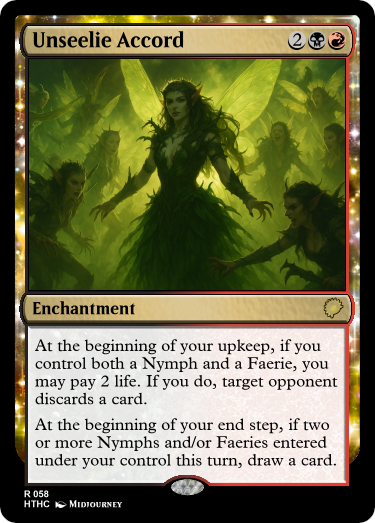 Unseelie Accord 2
Enchantment
At the beginning of your upkeep, if you
control both a Nymph and a Faerie, you
may pay 2 life. If you do, target opponent
discards a card.
At the beginning of your end step, if two
or more Nymphs and/or Faeries entered
under your control this turn, draw a card.
R 058
HTHC Midjourney